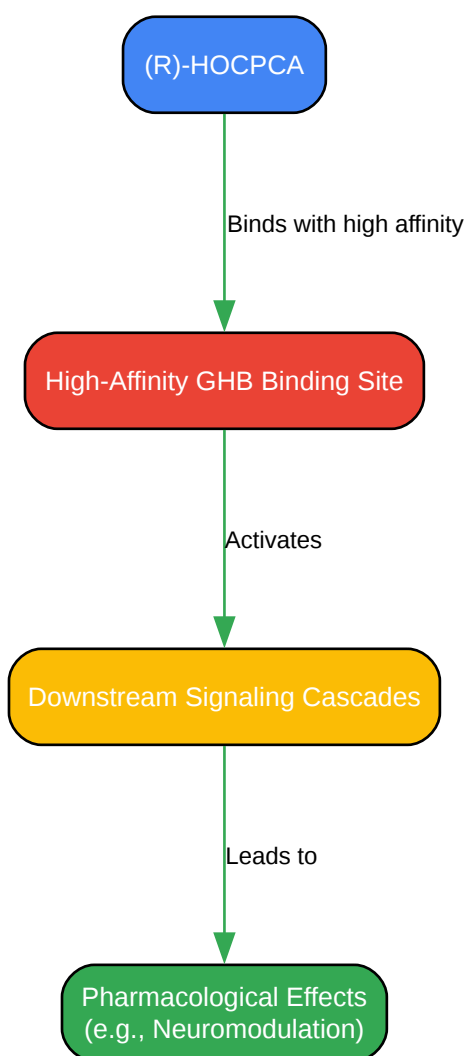 (R)-HOCPCA
Binds with high affinity
High-Affinity GHB Binding Site
Activates
Downstream Signaling Cascades
Leads to
Pharmacological Effects
(e.g., Neuromodulation)